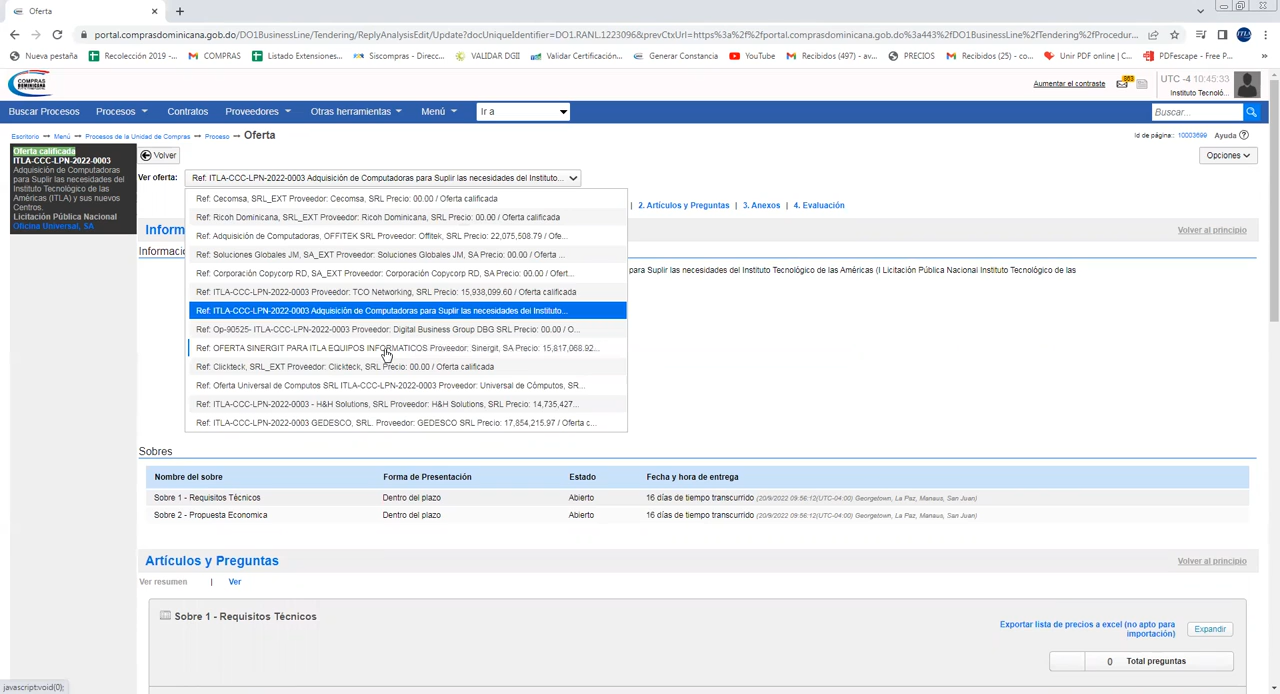 Oferta
portal.comprasdominicana.gob.do/DO1BusinessLine/Tendering/ReplyAnalysisEdit/Update?docUniqueIdentifier=DO1.RANL.1223096&prevCtxUrl=https%3a%2f%2fportal.comprasdominicana.gob.do%3a443%2fDO1BusinessLine%2fTendering%2fProcedur...
Nueva pestaña
Recolección 2019 -...
COMPRAS
Listado Extensiones...
Siscompras - Direcc...
VALIDAR DGII
Validar Certificación...
Generar Constancia
YouTube
Recibidos (497) - av...
PRECIOS
Recibidos (25) - co...
Unir PDF online | C...
PDFescape - Free P...
»
COMPRAS
DOMINICANA
Aumentar el contraste
UTC -4 10:45:33
Instituto Tecnoló...
Buscar Procesos
Procesos
Contratos
Proveedores
Otras herramientas
Menú
Ir a
Buscar...
Escritorio → Menú → Procesos de la Unidad de Compras → Proceso → Oferta
Id de página:: 10003699 Ayuda
Oferta calificada
ITLA-CCC-LPN-2022-0003
Adquisición de Computadoras
para Suplir las necesidades del
Instituto Tecnológico de las
Américas (ITLA) y sus nuevos
Centros.
Licitación Pública Nacional
Oficina Universal, SA
Volver
Opciones
Ver oferta:
Ref: ITLA-CCC-LPN-2022-0003 Adquisición de Computadoras para Suplir las necesidades del Instituto...
Ref: Cecomsa, SRL_EXT Proveedor: Cecomsa, SRL Precio: 00.00 / Oferta calificada
Ref: Ricoh Dominicana, SRL_EXT Proveedor: Ricoh Dominicana, SRL Precio: 00.00 / Oferta calificada
Ref: Adquisición de Computadoras, OFFITEK SRL Proveedor: Offitek, SRL Precio: 22,075,508.79 / Ofe...
Ref: Soluciones Globales JM, SA_EXT Proveedor: Soluciones Globales JM, SA Precio: 00.00 / Oferta ...
Ref: Corporación Copycorp RD, SA_EXT Proveedor: Corporación Copycorp RD, SA Precio: 00.00 / Ofert...
Ref: ITLA-CCC-LPN-2022-0003 Proveedor: TCO Networking, SRL Precio: 15,938,099.60 / Oferta calificada
Ref: ITLA-CCC-LPN-2022-0003 Adquisición de Computadoras para Suplir las necesidades del Instituto...
Ref: Op-90525- ITLA-CCC-LPN-2022-0003 Proveedor: Digital Business Group DBG SRL Precio: 00.00 / O...
Ref: OFERTA SINERGIT PARA ITLA EQUIPOS INFORMATICOS Proveedor: Sinergit, SA Precio: 15,817,068.92...
Ref: Clickteck, SRL_EXT Proveedor: Clickteck, SRL Precio: 00.00 / Oferta calificada
Ref: Oferta Universal de Computos SRL ITLA-CCC-LPN-2022-0003 Proveedor: Universal de Cómputos, SR...
Ref: ITLA-CCC-LPN-2022-0003 - H&H Solutions, SRL Proveedor: H&H Solutions, SRL Precio: 14,735,427...
Ref: ITLA-CCC-LPN-2022-0003 GEDESCO, SRL. Proveedor: GEDESCO SRL Precio: 17,854,215.97 / Oferta c...
| 2. Artículos y Preguntas | 3. Anexos | 4. Evaluación
Inform
Volver al principio
Informació
para Suplir las necesidades del Instituto Tecnológico de las Américas (I Licitación Pública Nacional Instituto Tecnológico de las
Sobres
Nombre del sobre
Forma de Presentación
Estado
Fecha y hora de entrega
Sobre 1 - Requisitos Técnicos
Dentro del plazo
Abierto
16 días de tiempo transcurrido (20/9/2022 09:56:12(UTC-04:00) Georgetown, La Paz, Manaus, San Juan)
Sobre 2 - Propuesta Economica
Dentro del plazo
Abierto
16 días de tiempo transcurrido (20/9/2022 09:56:12(UTC-04:00) Georgetown, La Paz, Manaus, San Juan)
Artículos y Preguntas
Volver al principio
Ver resumen | Ver
Sobre 1 - Requisitos Técnicos
Exportar lista de precios a excel (no apto para
importación)
Expandir
0 Total preguntas
javascript:void(0);